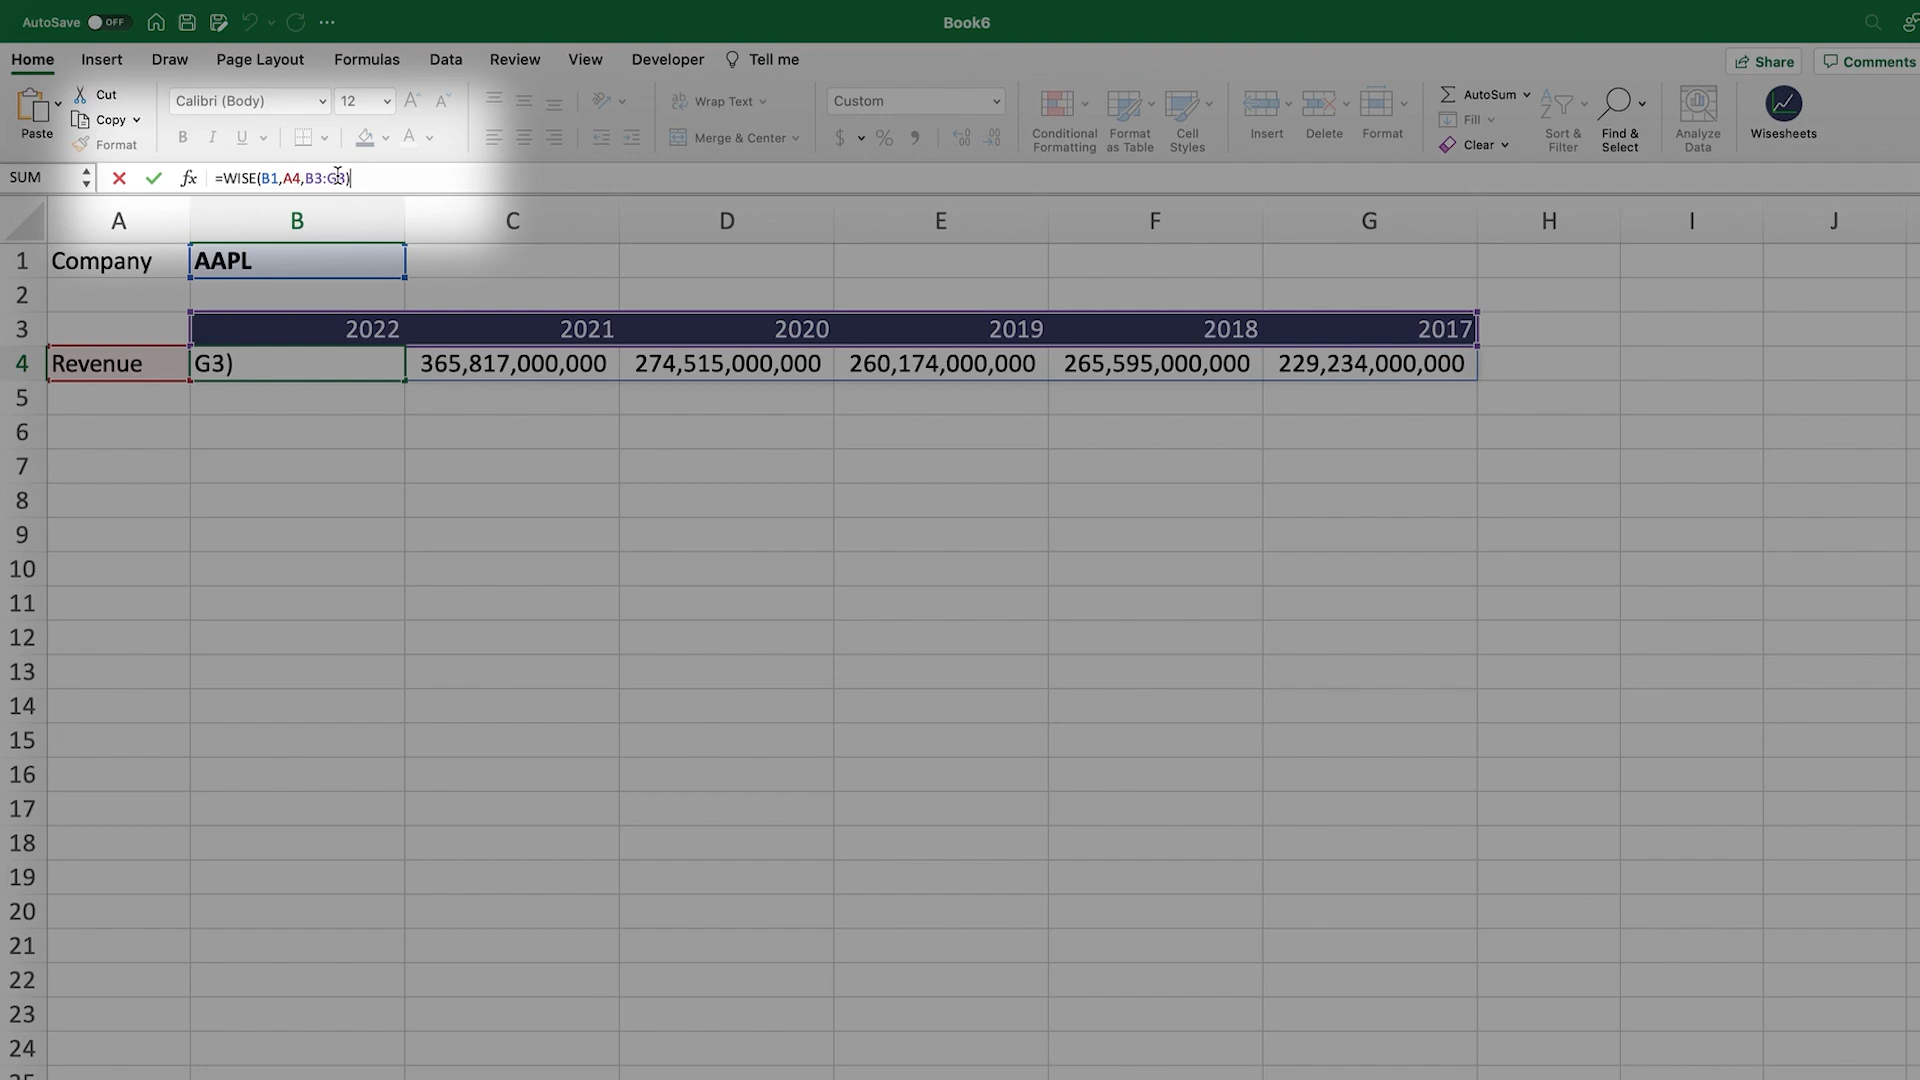 AutoSave OFF Book6
Home Insert Draw Page Layout Formulas Data Review View Developer Tell me Share Comments
Paste Cut Copy Format
Calibri (Body) 12 A A
B I U A
Wrap Text
Merge & Center
Custom
$ % 9
Conditional Formatting
Format as Table
Cell Styles
Insert Delete Format
AutoSum
Fill
Clear
Sort & Filter
Find & Select
Analyze Data
Wisesheets
SUM fx =WISE(B1,A4,B3:G3)
A B C D E F G H I J
1 Company AAPL
2
3 2022 2021 2020 2019 2018 2017
4 Revenue G3) 365,817,000,000 274,515,000,000 260,174,000,000 265,595,000,000 229,234,000,000
5
6
7
8
9
10
11
12
13
14
15
16
17
18
19
20
21
22
23
24